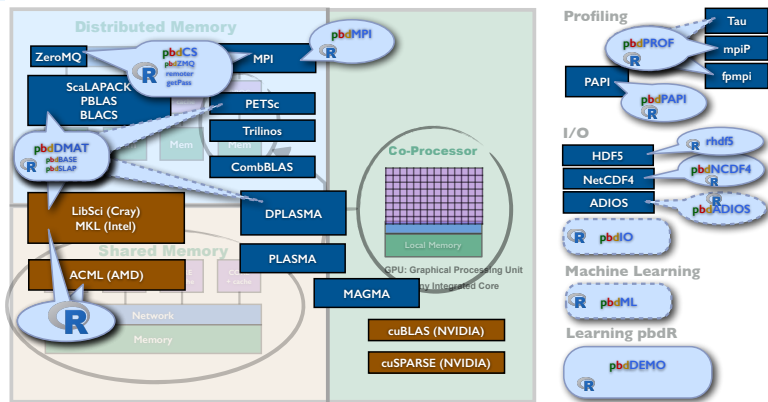 Distributed Memory
ZeroMQ
pbdCS
pbdZMQ
remoter
getPass
R
MPI
pbdMPI
R
ScaLAPACK
PBLAS
BLACS
PETSc
Trilinos
Mem
Mem
CombBLAS
pbdDMAT
pbdBASE
pbdSLAP
R
LibSci (Cray)
MKL (Intel)
DPLASMA
Shared Memory
PLASMA
ACML (AMD)
MAGMA
R
Network
Memory
Co-Processor
Local Memory
GPU: Graphical Processing Unit
Integrated Core
cuBLAS (NVIDIA)
cuSPARSE (NVIDIA)
Profiling
Tau
pbdPROF
R
mpiP
fpmpi
PAPI
pbdPAPI
R
I/O
HDF5
R rhdf5
NetCDF4
pbdNCDF4
R
ADIOS
pbdADIOS
R
R pbdIO
Machine Learning
R pbdML
Learning pbdR
pbdDEMO
R